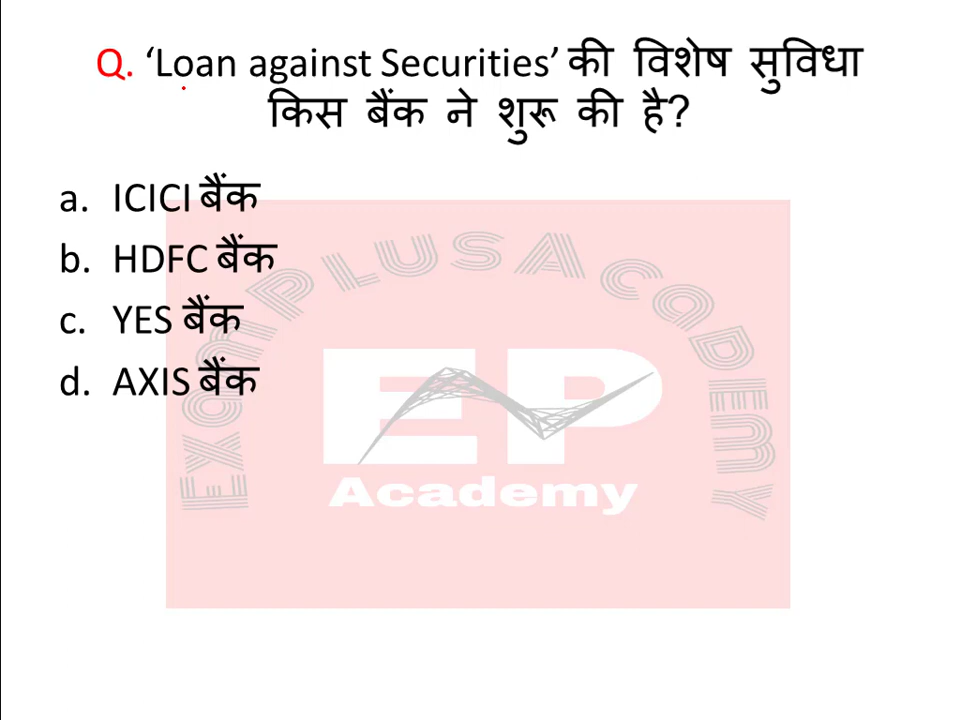 Q. ‘Loan against Securities’ की विशेष सुविधा
किस बैंक ने शुरू की है?
a. ICICI बैंक
b. HDFC बैंक
c. YES बैंक
d. AXIS बैंक
EXAMPLUSACADEMY
EP
Academy